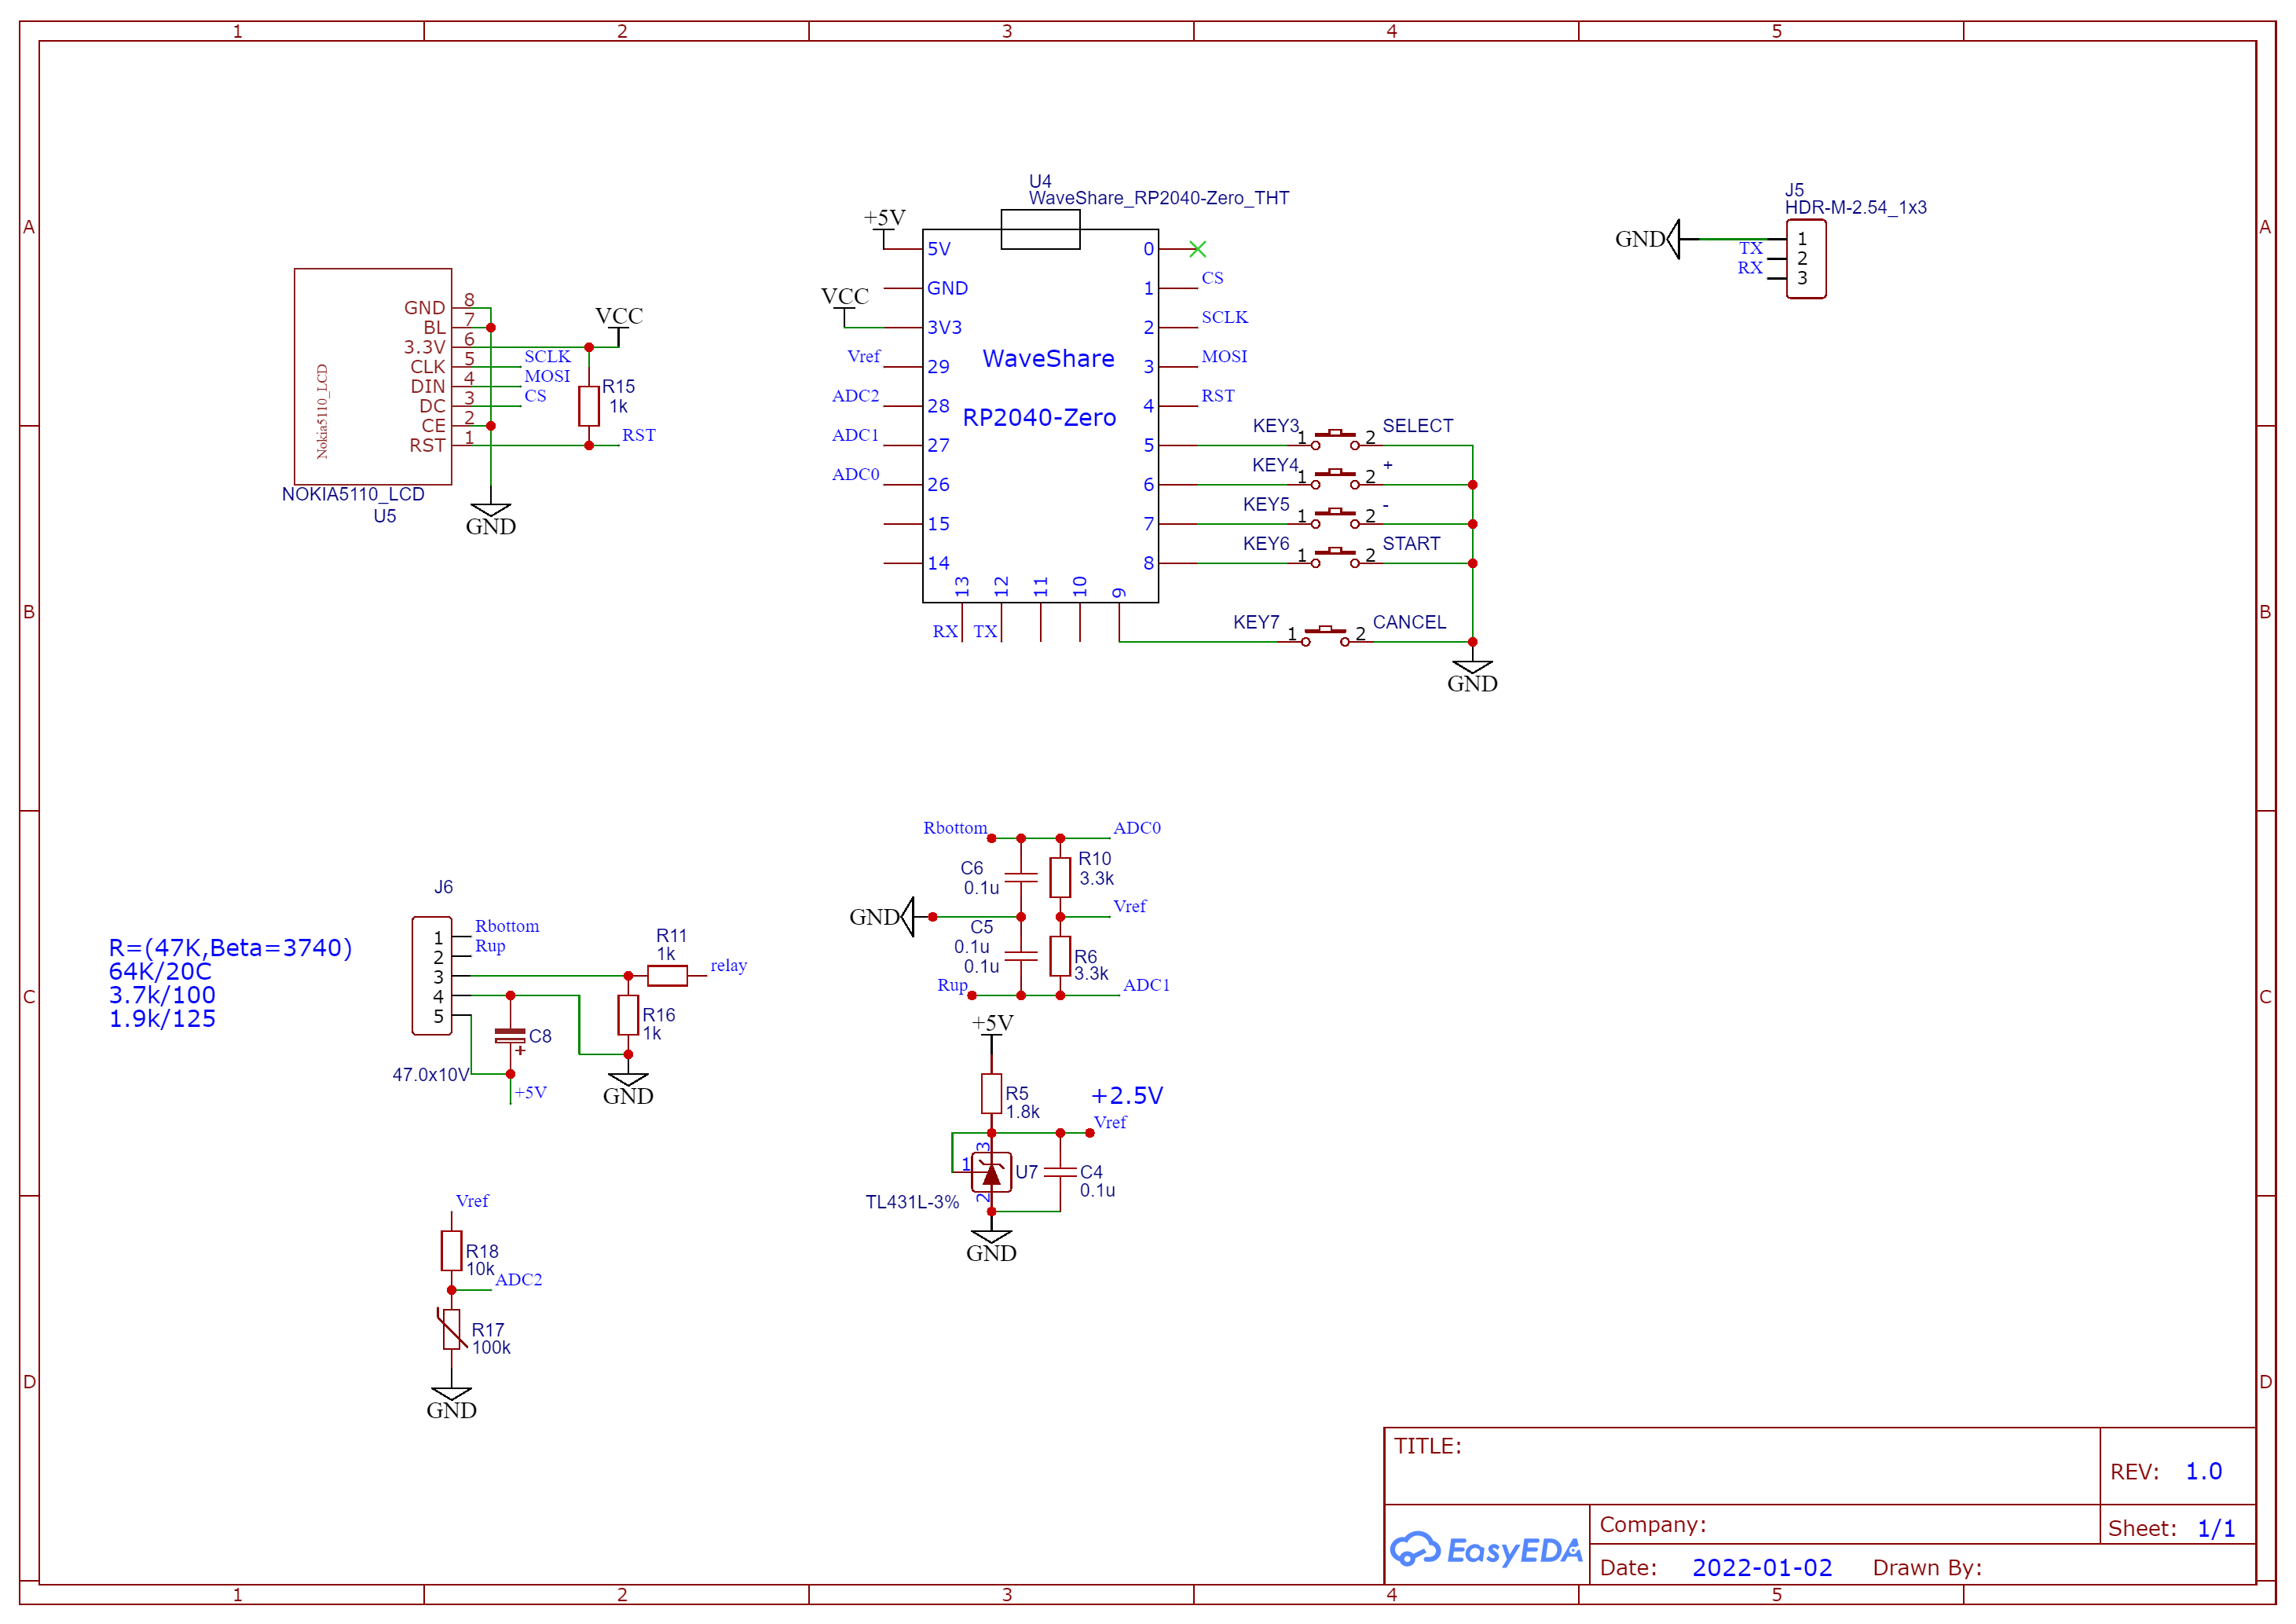 1 2 3 4 5
A A
B B
C C
D D
U4
WaveShare_RP2040-Zero_THT
+5V
VCC
5V
GND
3V3
29
28
27
26
15
14
Vref
ADC2
ADC1
ADC0
WaveShare
RP2040-Zero
0
1
2
3
4
5
6
7
8
13 12 11 10 9
RX TX
CS
SCLK
MOSI
RST
KEY3 1 2 SELECT
KEY4 1 2 +
KEY5 1 2 -
KEY6 1 2 START
KEY7 1 2 CANCEL
GND
J5
HDR-M-2.54_1x3
GND
TX
RX
1
2
3
Nokia5110_LCD
GND 8
BL 7
3.3V 6
CLK 5
DIN 4
DC 3
CE 2
RST 1
NOKIA5110_LCD
U5
SCLK
MOSI
CS
VCC
R15
1k
RST
GND
R=(47K,Beta=3740)
64K/20C
3.7k/100
1.9k/125
J6
1
2
3
4
5
Rbottom
Rup
R11
1k
relay
R16
1k
C8
47.0x10V
+5V
GND
Rbottom
ADC0
C6
0.1u
R10
3.3k
GND
Vref
C5
0.1u
0.1u
R6
3.3k
Rup
ADC1
+5V
R5
1.8k
+2.5V
Vref
3
1
2
U7
TL431L-3%
C4
0.1u
GND
Vref
R18
10k
ADC2
R17
100k
GND
TITLE:
REV: 1.0
EasyEDA
Company:
Sheet: 1/1
Date: 2022-01-02
Drawn By:
1 2 3 4 5